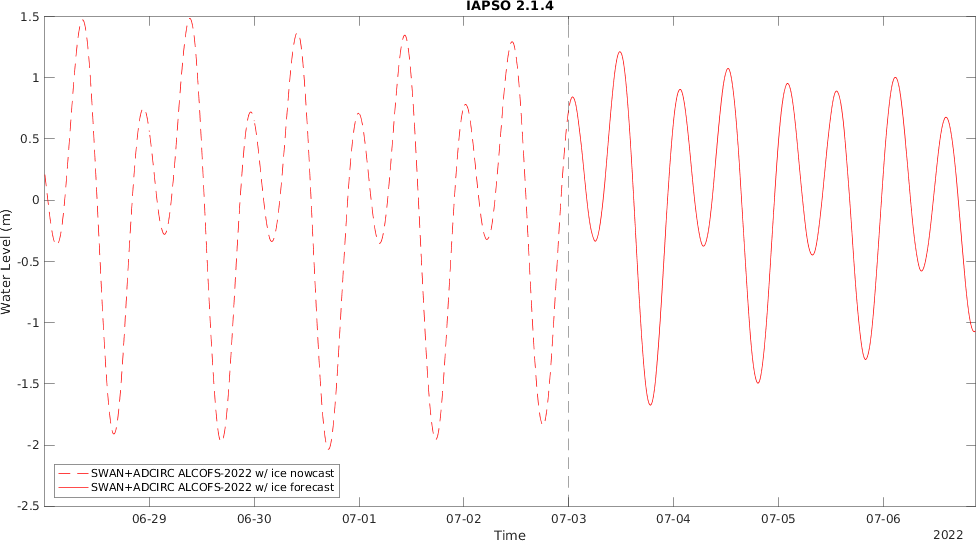 IAPSO 2.1.4
1.5
1
0.5
0
-0.5
-1
-1.5
-2
-2.5
Water Level (m)
SWAN+ADCIRC ALCOFS-2022 w/ ice nowcast
SWAN+ADCIRC ALCOFS-2022 w/ ice forecast
06-29 06-30 07-01 07-02 07-03 07-04 07-05 07-06
Time
2022